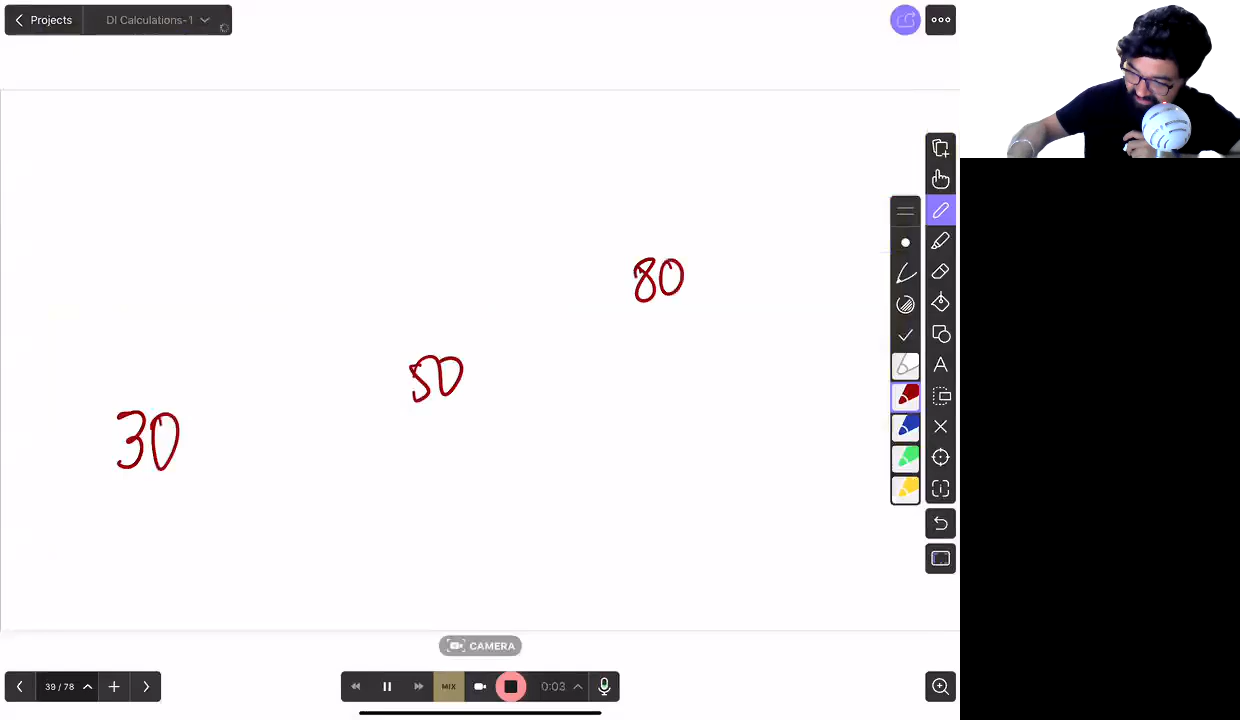 Projects
DI Calculations-1
80
50
30
A
CAMERA
39 / 78
MIX
0:03